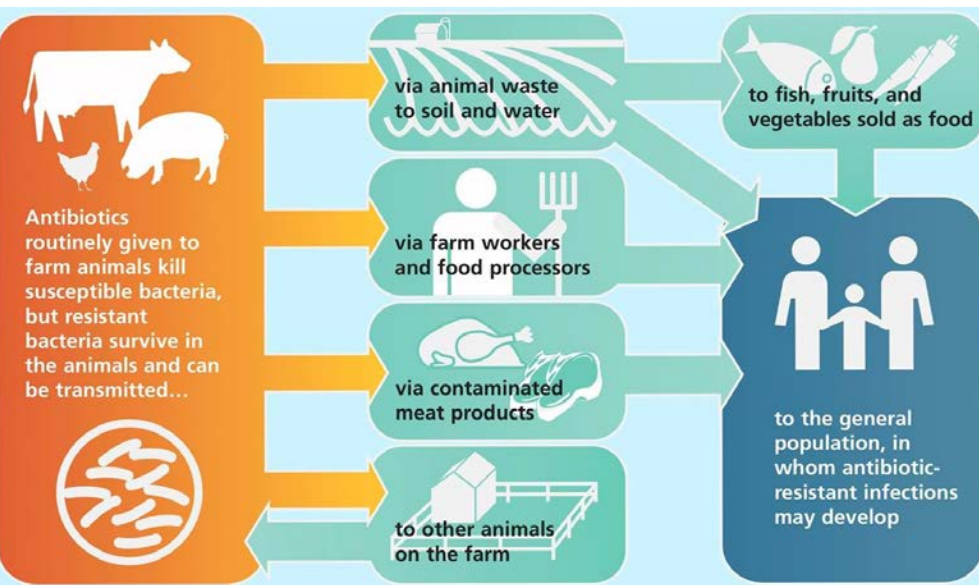 Antibiotics
routinely given to
farm animals kill
susceptible bacteria,
but resistant
bacteria survive in
the animals and can
be transmitted...
via animal waste
to soil and water
to fish, fruits, and
vegetables sold as food
via farm workers
and food processors
via contaminated
meat products
to other animals
on the farm
to the general
population, in
whom antibiotic-
resistant infections
may develop